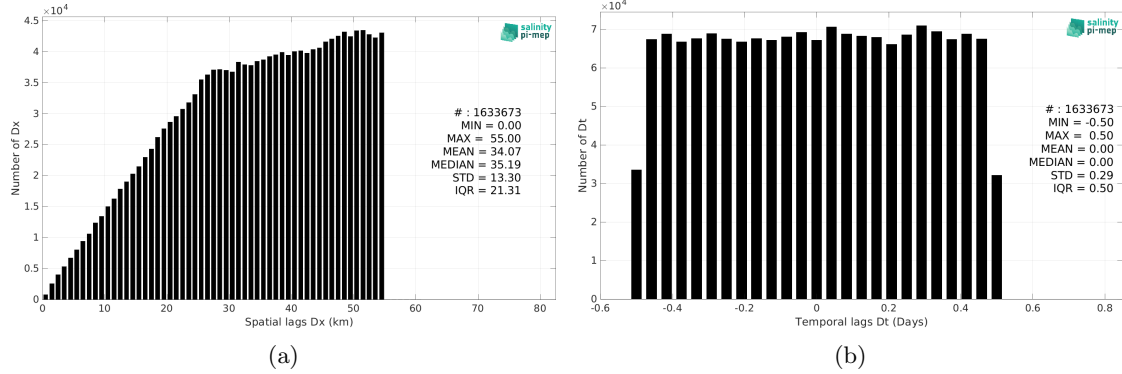 ×10^4
4.5
4
3.5
3
2.5
2
1.5
1
0.5
0
Number of Dx
0 10 20 30 40 50 60 70 80
Spatial lags Dx (km)
salinity
pi-mep
# : 1633673
MIN = 0.00
MAX = 55.00
MEAN = 34.07
MEDIAN = 35.19
STD = 13.30
IQR = 21.31
(a)
×10^4
7
6
5
4
3
2
1
0
Number of Dt
-0.6 -0.4 -0.2 0 0.2 0.4 0.6 0.8
Temporal lags Dt (Days)
salinity
pi-mep
# : 1633673
MIN = -0.50
MAX = 0.50
MEAN = 0.00
MEDIAN = 0.00
STD = 0.29
IQR = 0.50
(b)